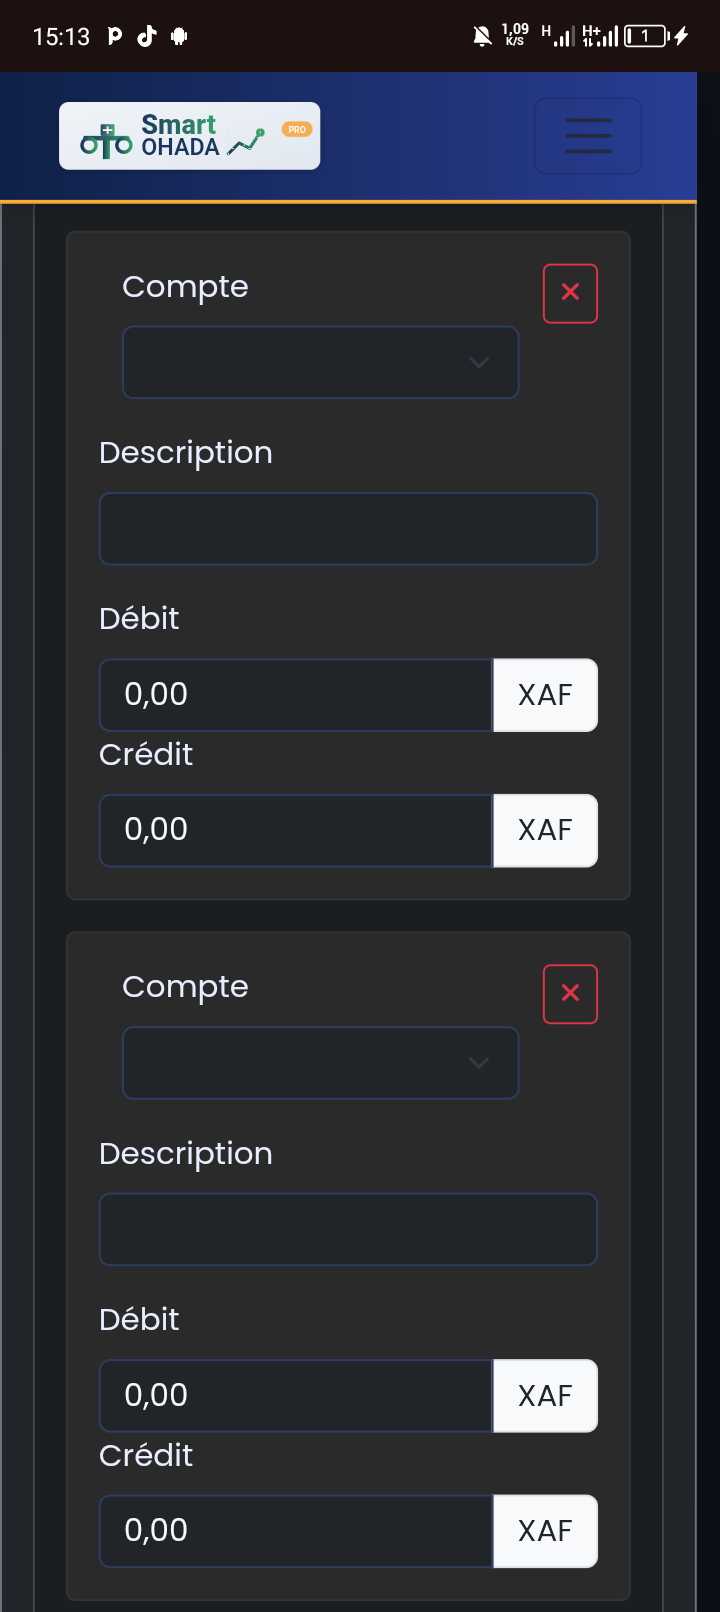 15:13
1,09
K/S
H
H+
1
Smart
OHADA
PRO
Compte
Description
Débit
0,00 XAF
Crédit
0,00 XAF
Compte
Description
Débit
0,00 XAF
Crédit
0,00 XAF